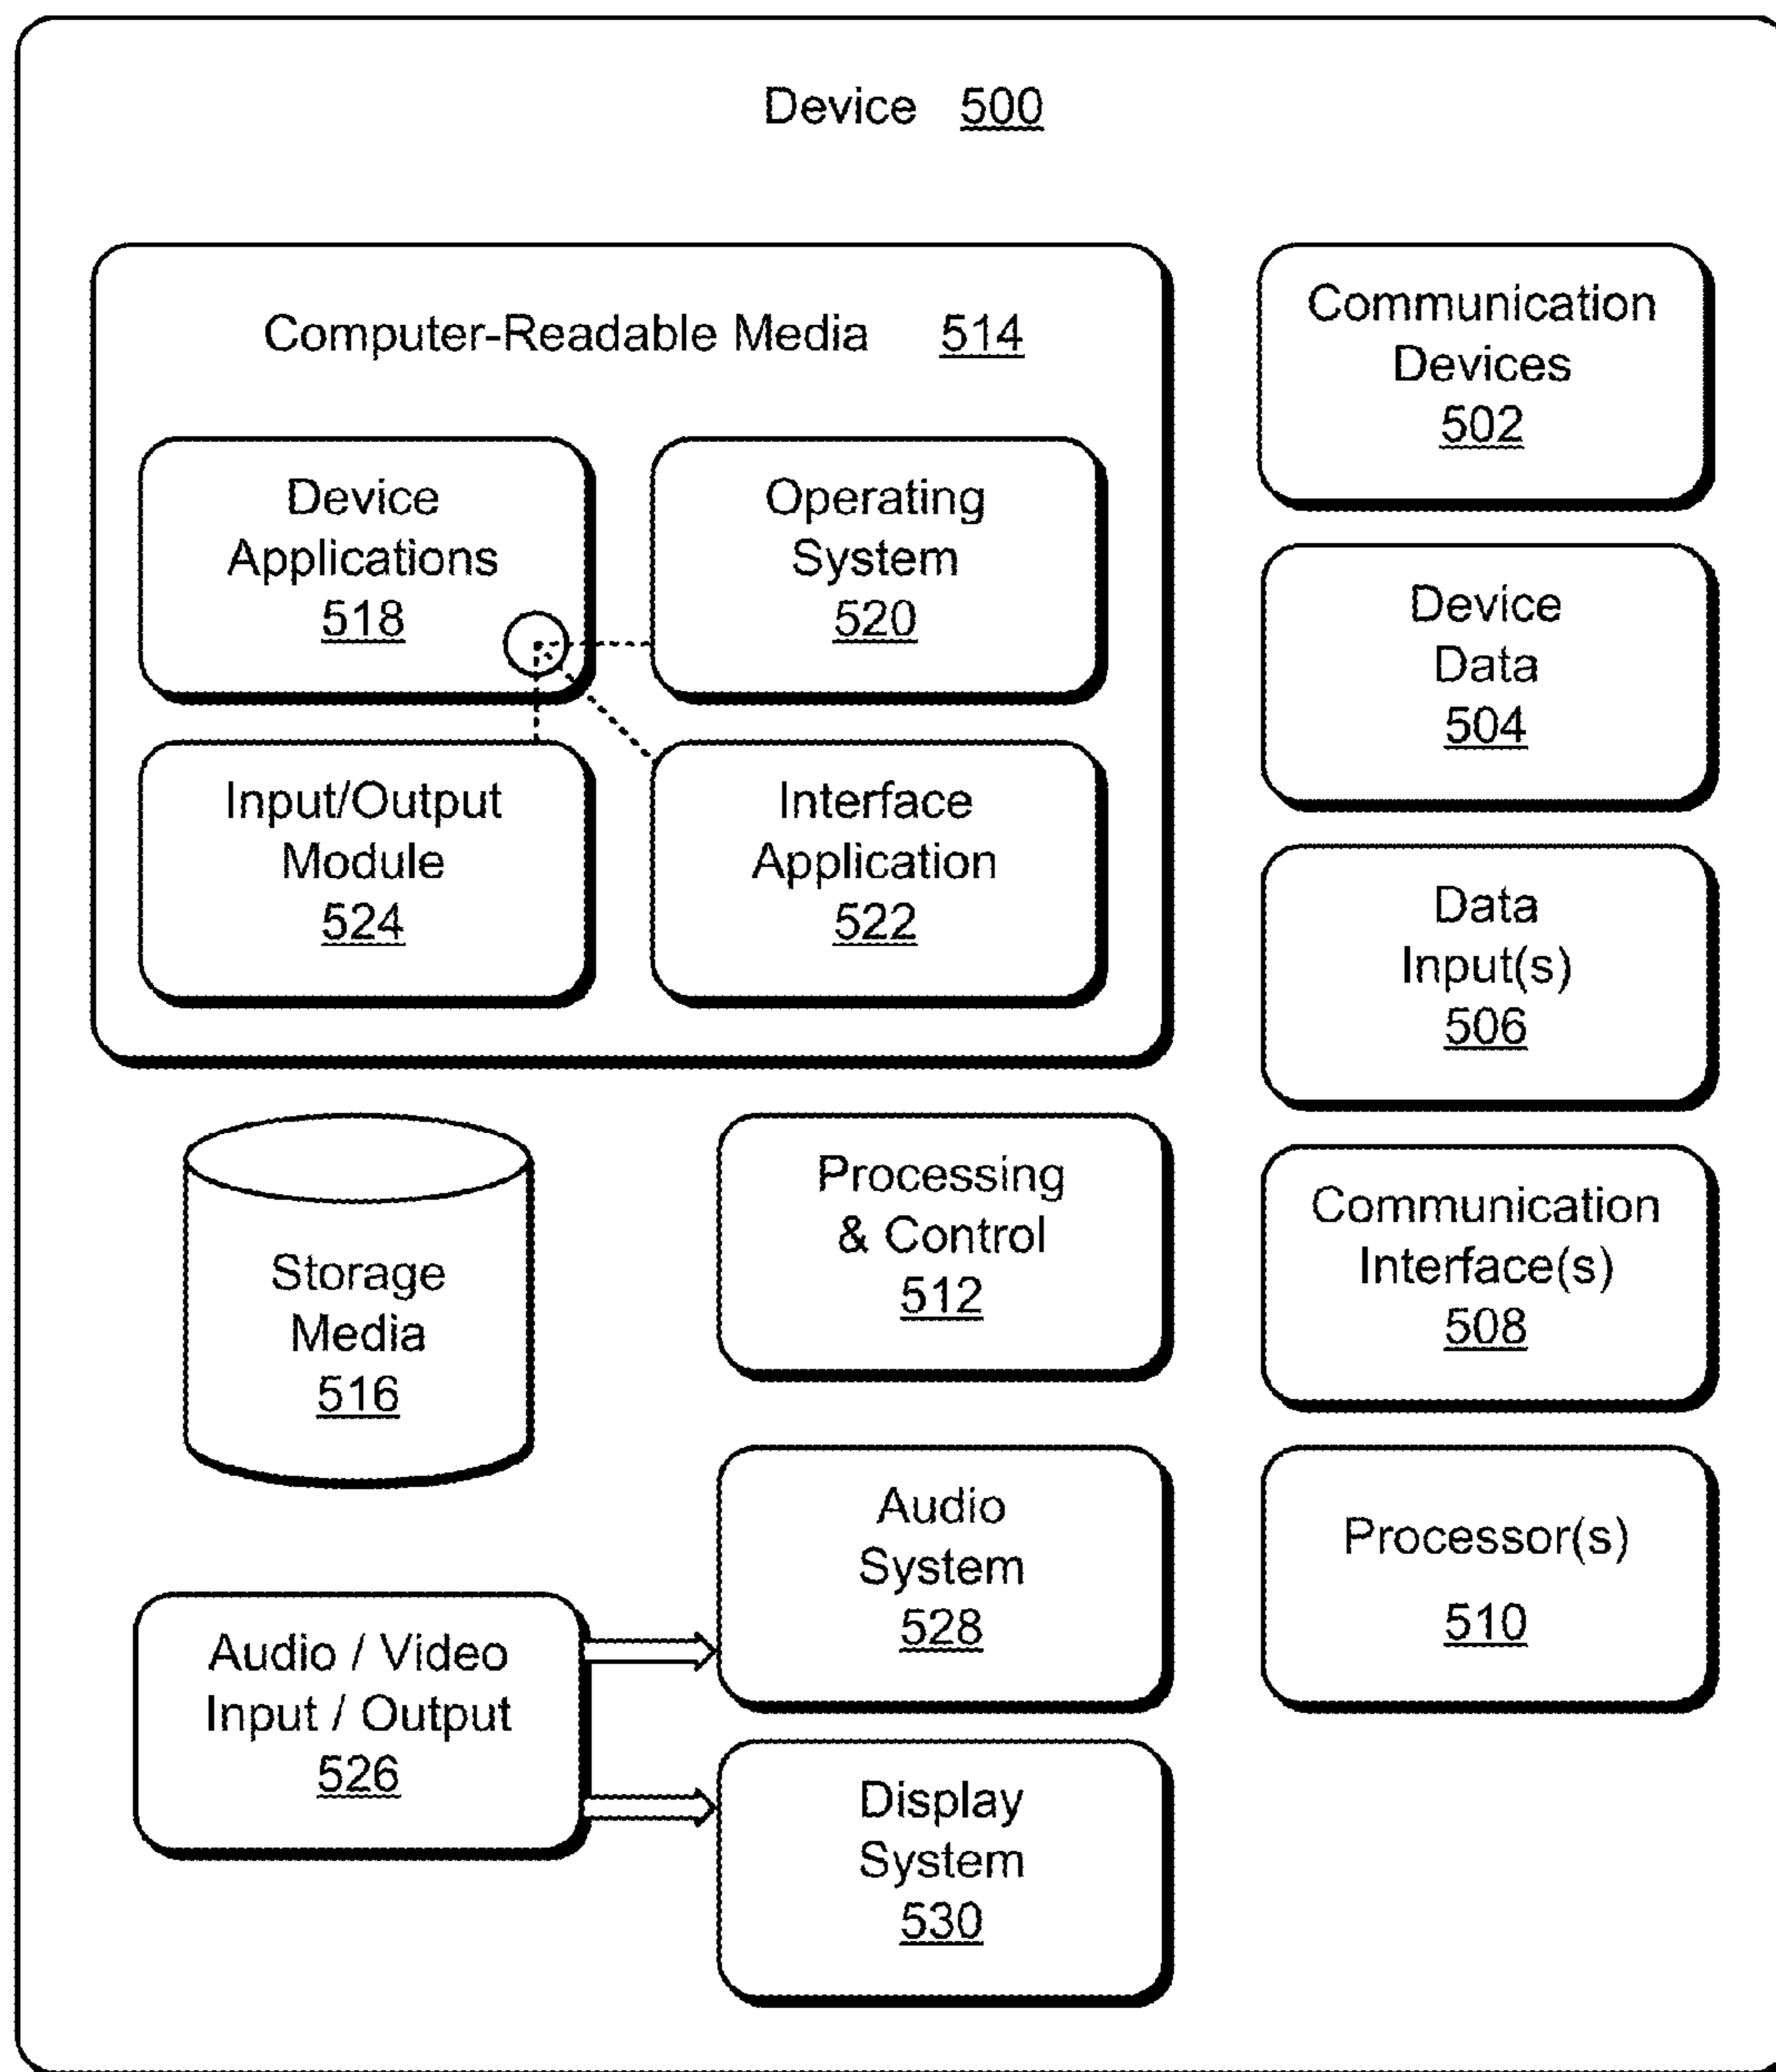 Device 500
Computer-Readable Media 514
Device
Applications
518
Operating
System
520
Input/Output
Module
524
Interface
Application
522
Communication
Devices
502
Device
Data
504
Data
Input(s)
506
Communication
Interface(s)
508
Processor(s)
510
Storage
Media
516
Processing
& Control
512
Audio / Video
Input / Output
526
Audio
System
528
Display
System
530